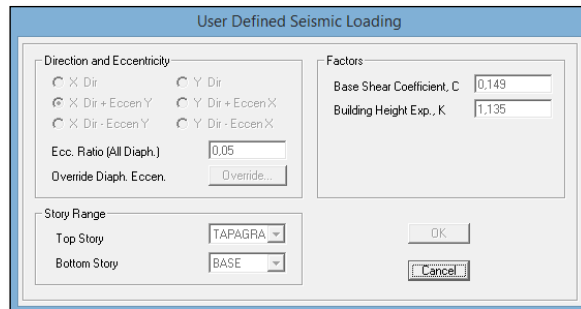 User Defined Seismic Loading
Direction and Eccentricity
X Dir
Y Dir
X Dir + Eccen Y
Y Dir + Eccen X
X Dir - Eccen Y
Y Dir - Eccen X
Ecc. Ratio (All Diaph.)
0,05
Override Diaph. Eccen.
Override...
Factors
Base Shear Coefficient, C
0,149
Building Height Exp., K
1,135
Story Range
Top Story
TAPAGRA
Bottom Story
BASE
OK
Cancel